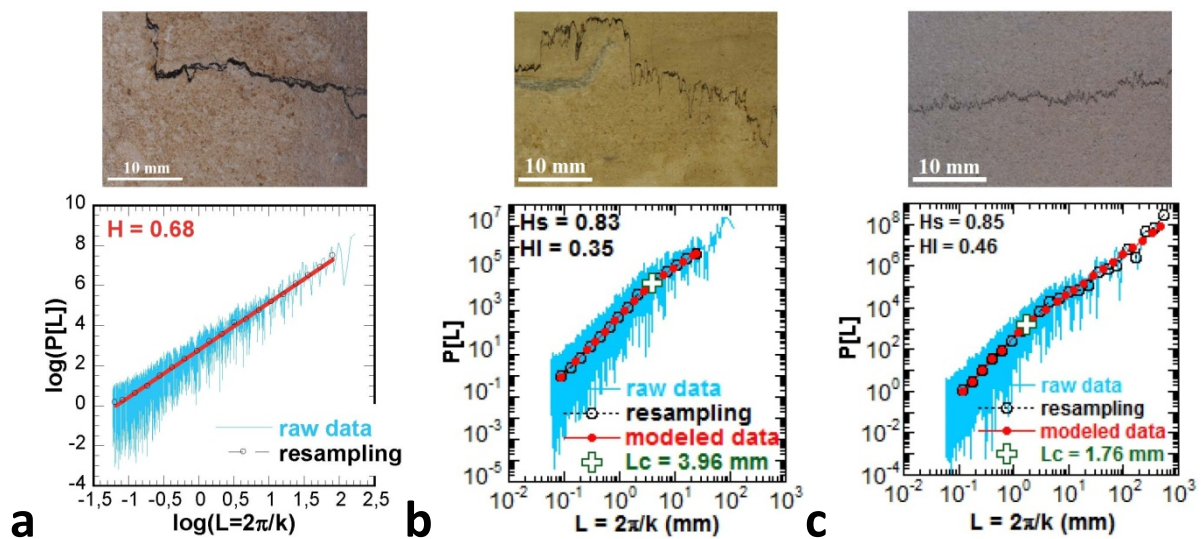 10 mm
10 mm
10 mm
H = 0.68
log(P[L])
10
8
6
4
2
0
-2
-4
-1,5 -1 -0,5 0 0,5 1 1,5 2 2,5
log(L=2π/k)
raw data
resampling
a
Hs = 0.83
Hl = 0.35
P[L]
10^7
10^5
10^3
10^1
10^-1
10^-3
10^-5
10^-2 10^-1 10^0 10^1 10^2 10^3
L = 2π/k (mm)
raw data
resampling
modeled data
Lc = 3.96 mm
b
Hs = 0.85
Hl = 0.46
P[L]
10^8
10^6
10^4
10^2
10^0
10^-2
10^-4
10^-2 10^-1 10^0 10^1 10^2 10^3
L = 2π/k (mm)
raw data
resampling
modeled data
Lc = 1.76 mm
c